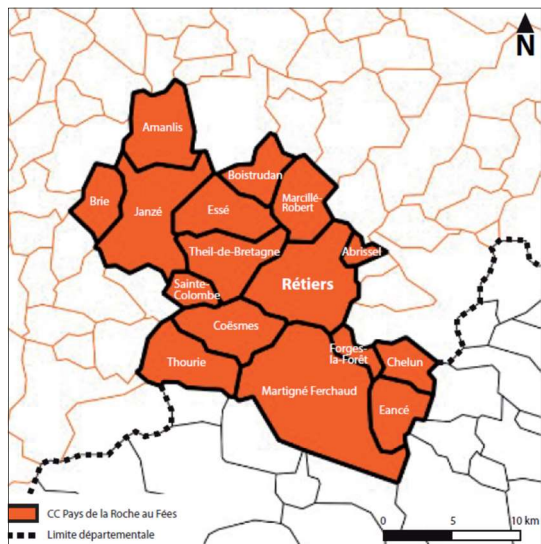 N
Amanlis
Boistrudan
Brie
Janzé
Essé
Marcillé-
Robert
Theil-de-Bretagne
Abrissel
Sainte-
Colombe
Rétiers
Coësmes
Forges-
la-Forêt
Thourie
Chelun
Martigné Ferchaud
Eancé
CC Pays de la Roche au Fées
Limite départementale
0 5 10 km